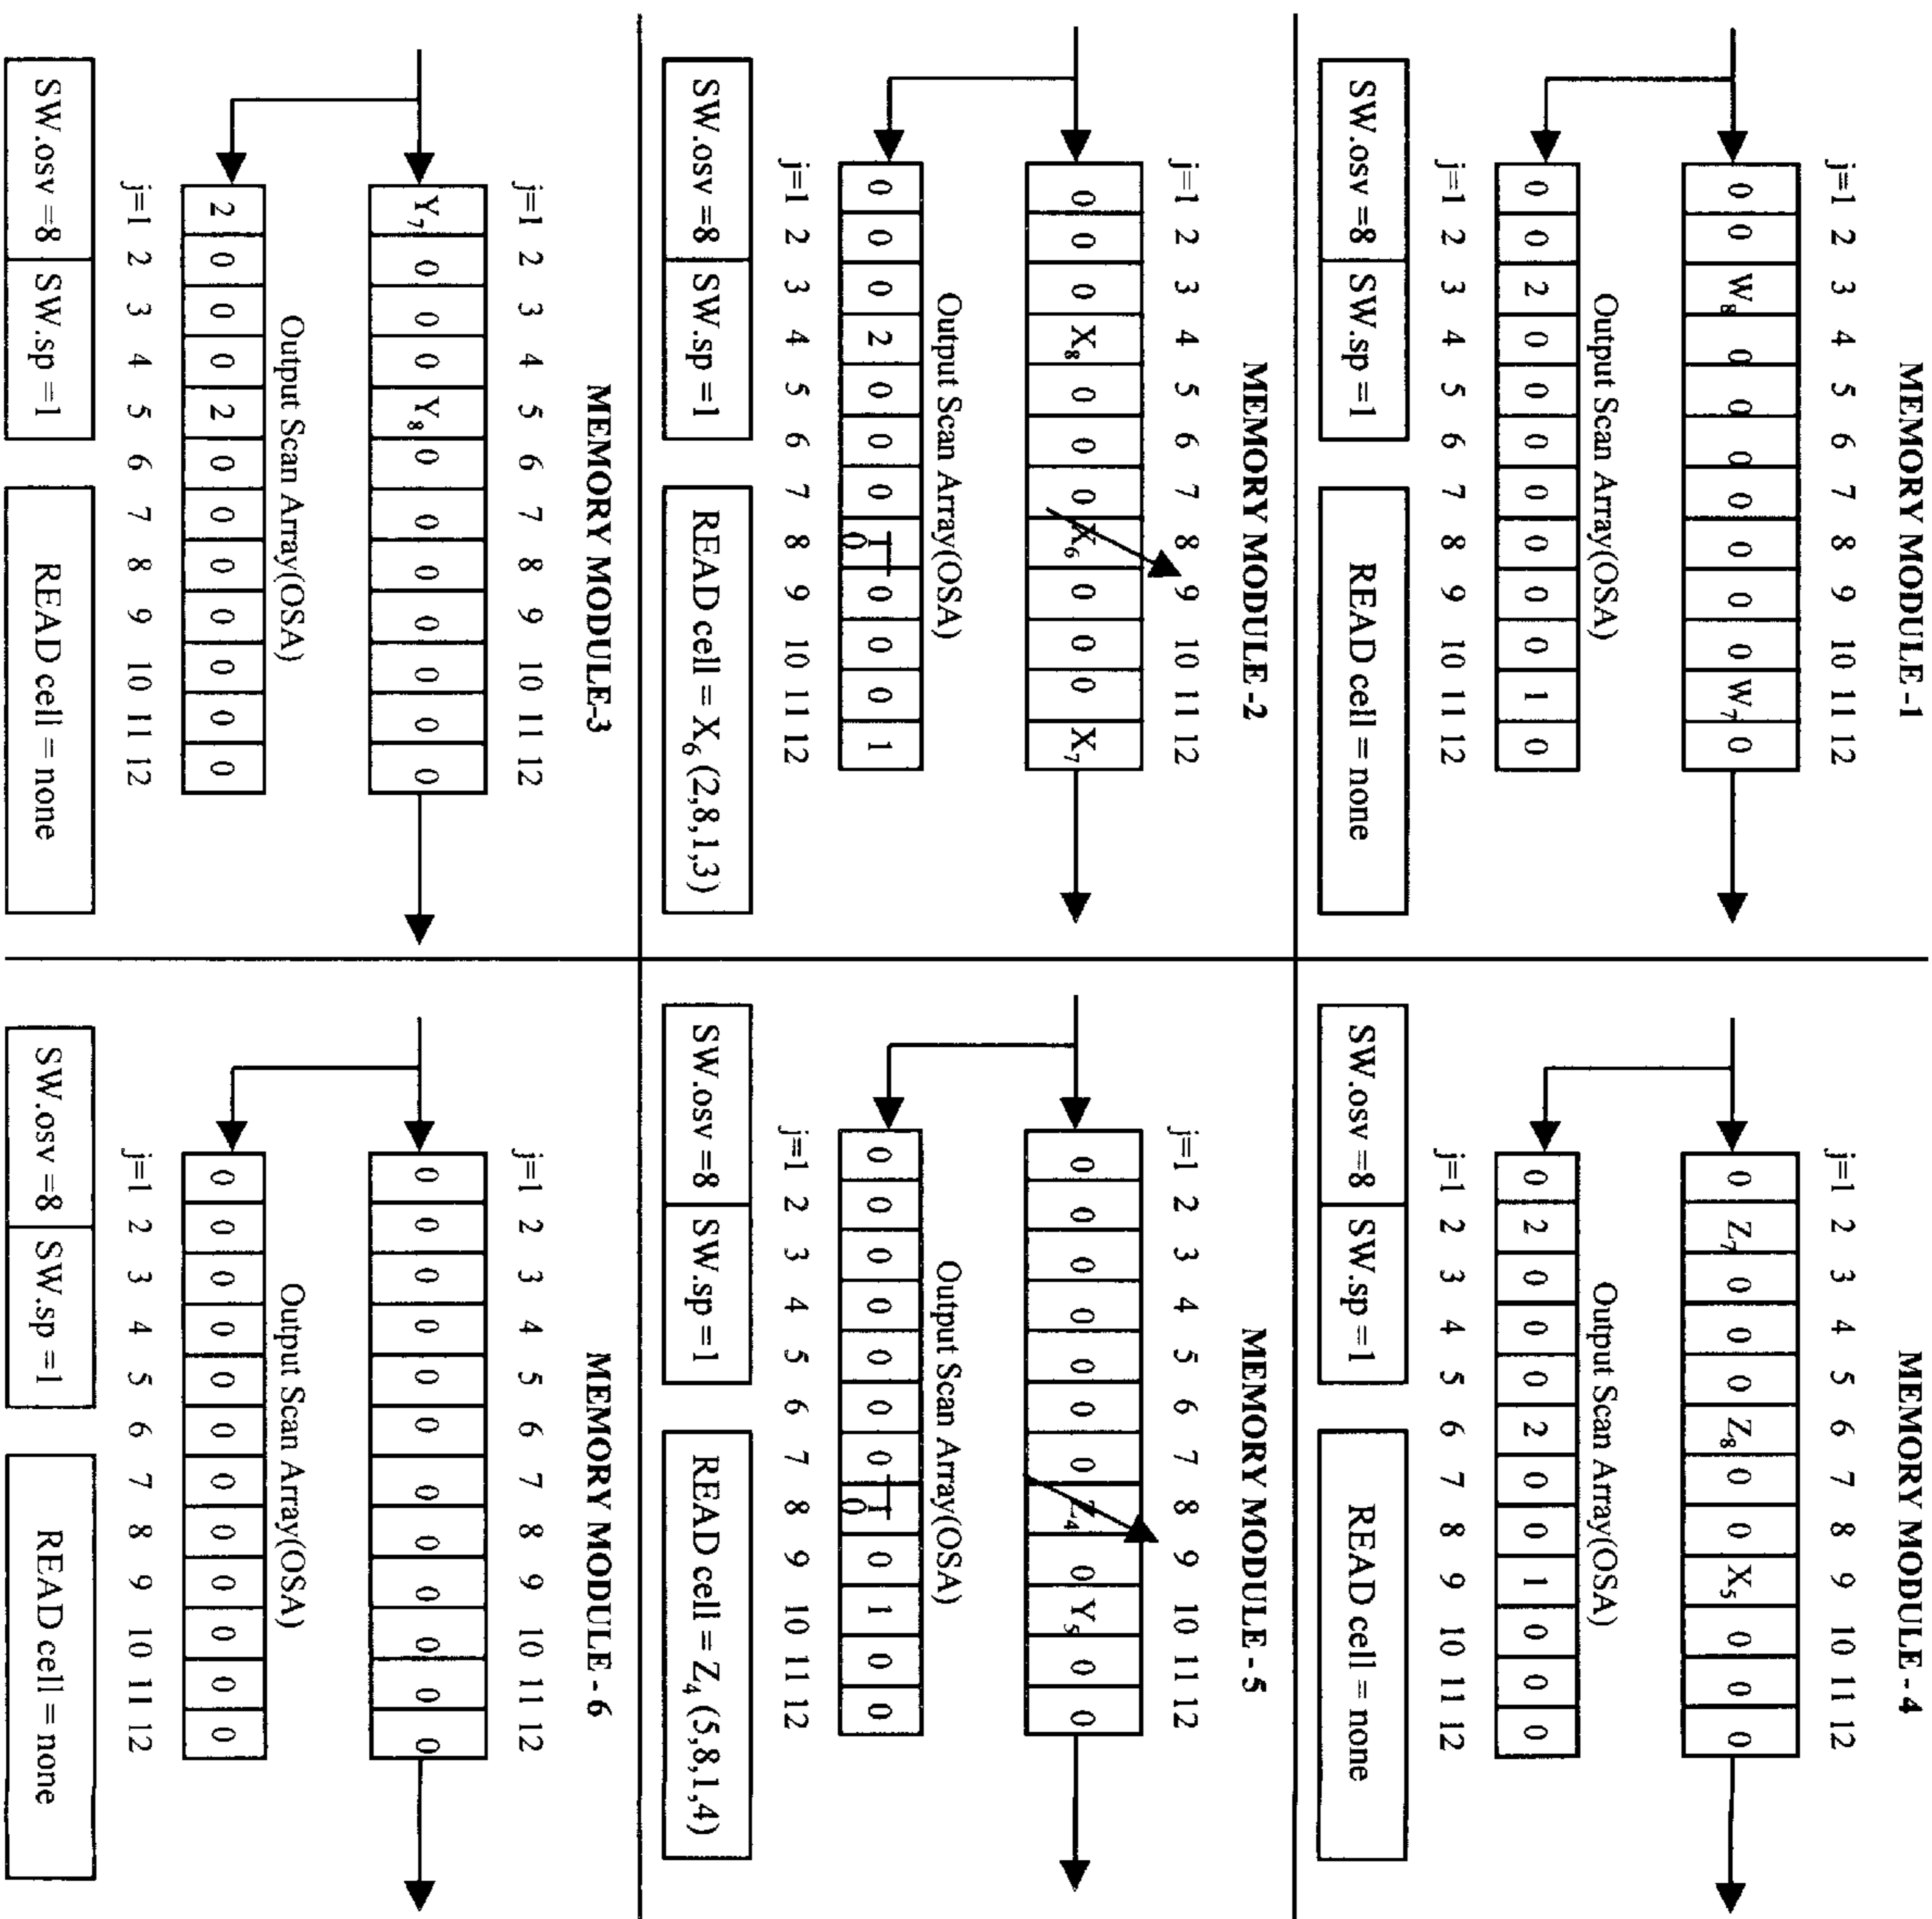 MEMORY MODULE -1
j=1 2 3 4 5 6 7 8 9 10 11 12
0 0 W₈ 0 0 0 0 0 0 0 W₇ 0
Output Scan Array(OSA)
0 0 2 0 0 0 0 0 0 0 1 0
j=1 2 3 4 5 6 7 8 9 10 11 12
SW.osv =8 SW.sp =1 READ cell = none
MEMORY MODULE -2
j=1 2 3 4 5 6 7 8 9 10 11 12
0 0 0 X₈ 0 0 0 X₆ 0 0 0 X₇
Output Scan Array(OSA)
0 0 0 2 0 0 0 1 0 0 0 1
0
j=1 2 3 4 5 6 7 8 9 10 11 12
SW.osv =8 SW.sp =1 READ cell = X₆ (2,8,1,3)
MEMORY MODULE-3
j=1 2 3 4 5 6 7 8 9 10 11 12
Y₇ 0 0 0 Y₈ 0 0 0 0 0 0 0
Output Scan Array(OSA)
2 0 0 0 2 0 0 0 0 0 0 0
j=1 2 3 4 5 6 7 8 9 10 11 12
SW.osv =8 SW.sp =1 READ cell = none
MEMORY MODULE - 4
j=1 2 3 4 5 6 7 8 9 10 11 12
0 Z₇ 0 0 0 Z₈ 0 0 X₅ 0 0 0
Output Scan Array(OSA)
0 2 0 0 0 2 0 0 1 0 0 0
j=1 2 3 4 5 6 7 8 9 10 11 12
SW.osv =8 SW.sp =1 READ cell = none
MEMORY MODULE - 5
j=1 2 3 4 5 6 7 8 9 10 11 12
0 0 0 0 0 0 0 Z₄ 0 Y₅ 0 0
Output Scan Array(OSA)
0 0 0 0 0 0 0 1 0 1 0 0
0
j=1 2 3 4 5 6 7 8 9 10 11 12
SW.osv =8 SW.sp =1 READ cell = Z₄ (5,8,1,4)
MEMORY MODULE - 6
j=1 2 3 4 5 6 7 8 9 10 11 12
0 0 0 0 0 0 0 0 0 0 0 0
Output Scan Array(OSA)
0 0 0 0 0 0 0 0 0 0 0 0
j=1 2 3 4 5 6 7 8 9 10 11 12
SW.osv =8 SW.sp =1 READ cell = none